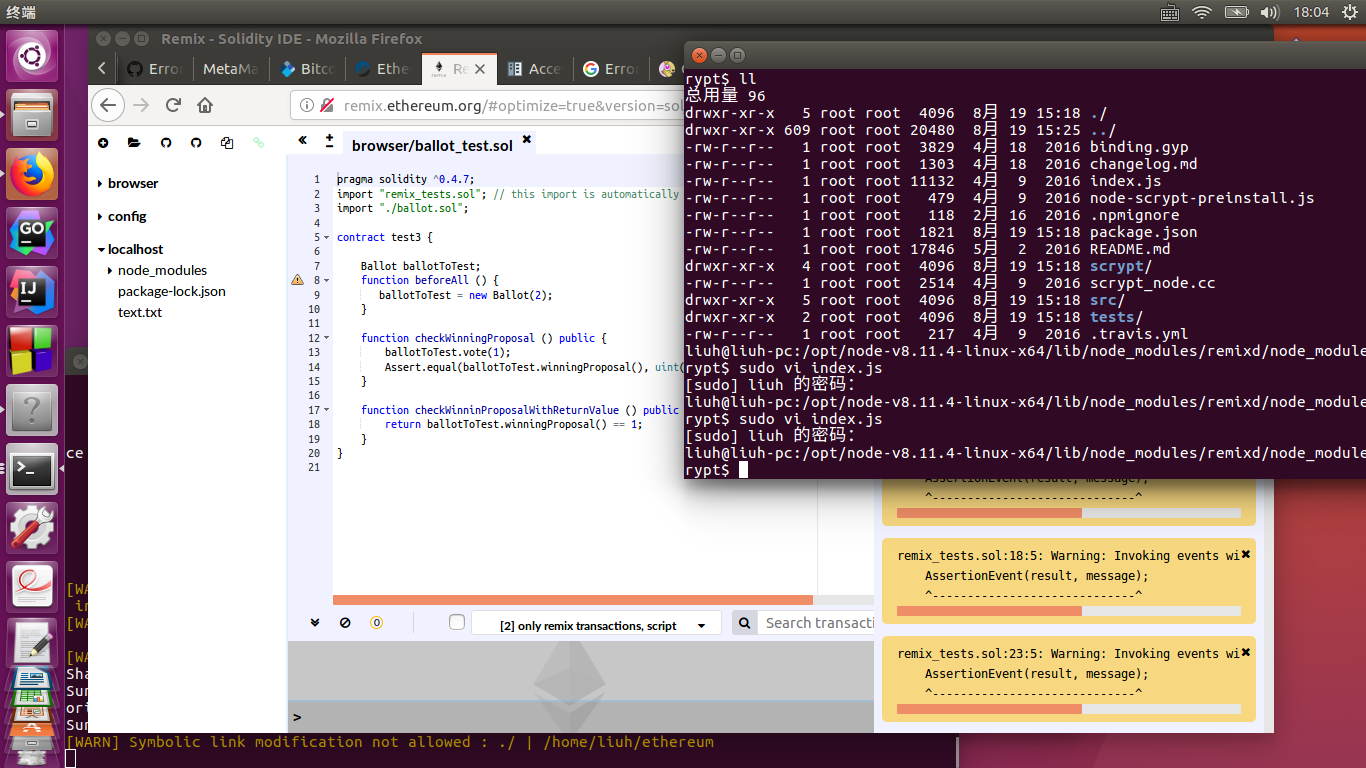 终端
18:04
Remix - Solidity IDE - Mozilla Firefox
Erro
MetaMa
Bitc
Ethe
Re
Acce
Erro
remix.ethereum.org/#optimize=true&version=sol
browser
config
localhost
node_modules
package-lock.json
text.txt
browser/ballot_test.sol
1 pragma solidity ^0.4.7;
2 import "remix_tests.sol"; // this import is automatically
3 import "./ballot.sol";
4
5 contract test3 {
6
7 Ballot ballotToTest;
8 function beforeAll () {
9 ballotToTest = new Ballot(2);
10 }
11
12 function checkWinningProposal () public {
13 ballotToTest.vote(1);
14 Assert.equal(ballotToTest.winningProposal(), uint(
15 }
16
17 function checkWinninProposalWithReturnValue () public
18 return ballotToTest.winningProposal() == 1;
19 }
20 }
21
0
[2] only remix transactions, script
Search transacti
>
rypt$ ll
总用量 96
drwxr-xr-x 5 root root 4096 8月 19 15:18 ./
drwxr-xr-x 609 root root 20480 8月 19 15:25 ../
-rw-r--r-- 1 root root 3829 4月 18 2016 binding.gyp
-rw-r--r-- 1 root root 1303 4月 18 2016 changelog.md
-rw-r--r-- 1 root root 11132 4月 9 2016 index.js
-rw-r--r-- 1 root root 479 4月 9 2016 node-scrypt-preinstall.js
-rw-r--r-- 1 root root 118 2月 16 2016 .npmignore
-rw-r--r-- 1 root root 1821 8月 19 15:18 package.json
-rw-r--r-- 1 root root 17846 5月 2 2016 README.md
drwxr-xr-x 4 root root 4096 8月 19 15:18 scrypt/
-rw-r--r-- 1 root root 2514 4月 9 2016 scrypt_node.cc
drwxr-xr-x 5 root root 4096 8月 19 15:18 src/
drwxr-xr-x 2 root root 4096 8月 19 15:18 tests/
-rw-r--r-- 1 root root 217 4月 9 2016 .travis.yml
liuh@liuh-pc:/opt/node-v8.11.4-linux-x64/lib/node_modules/remixd/node_module
rypt$ sudo vi index.js
[sudo] liuh 的密码：
liuh@liuh-pc:/opt/node-v8.11.4-linux-x64/lib/node_modules/remixd/node_module
rypt$ sudo vi index.js
[sudo] liuh 的密码：
liuh@liuh-pc:/opt/node-v8.11.4-linux-x64/lib/node_modules/remixd/node_module
rypt$
AssertionEvent(result, message);
^-----------------------------^
remix_tests.sol:18:5: Warning: Invoking events wi
AssertionEvent(result, message);
^-----------------------------^
remix_tests.sol:23:5: Warning: Invoking events wi
AssertionEvent(result, message);
^-----------------------------^
ce
[WA
in
[WA
[WA
Sha
Sun
ori
Sun
[WARN] Symbolic link modification not allowed : ./ | /home/liuh/ethereum